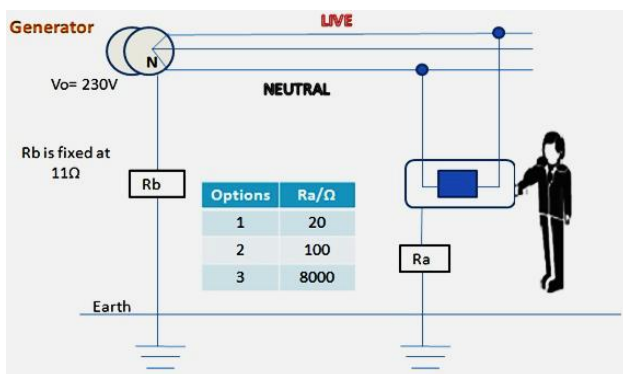 LIVE
Generator
N
Vo= 230V
NEUTRAL
Rb is fixed at
11Ω
Rb
Options Ra/Ω
1 20
2 100
3 8000
Ra
Earth